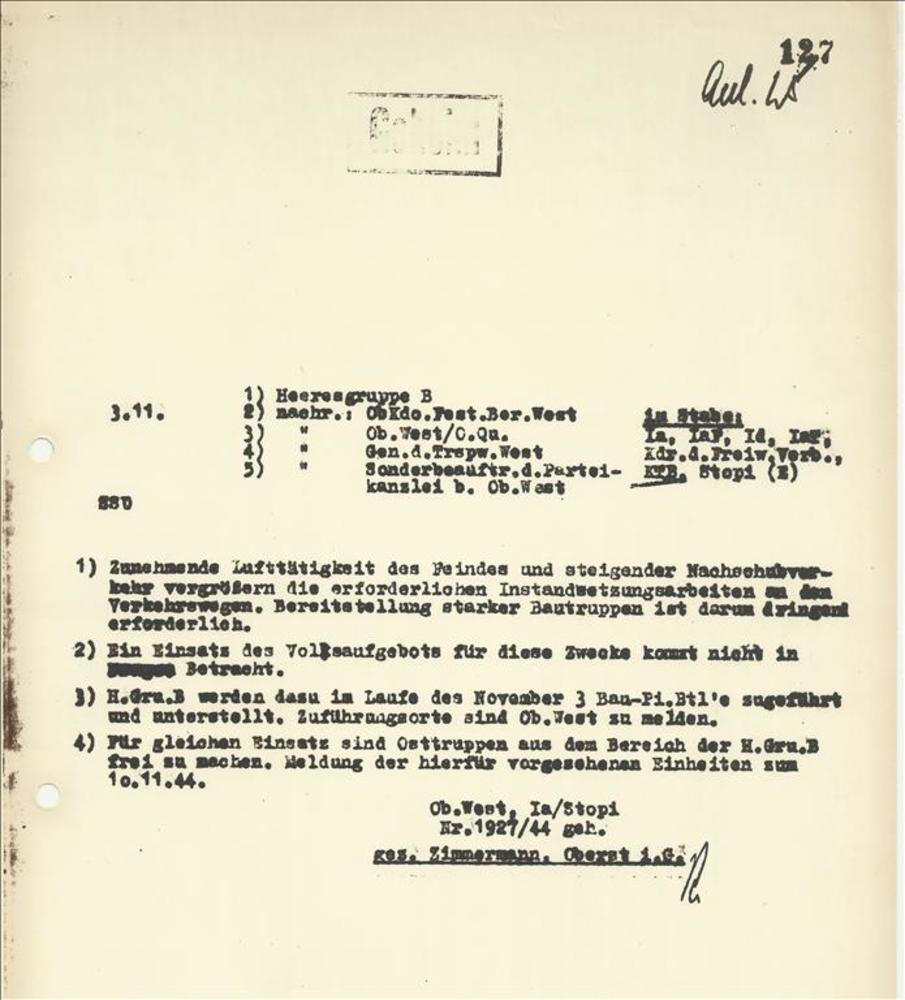 127
Anl.
Geheim
1) Heeresgruppe B
3.11. 2) nachr.: ObKdo.Fest.Ber.West im Stabe:
3) " Ob.West/O.Qu. Ia, IaF, Id,
4) " Gen.d.Trspw.West Kdr.d.Freiw.Verb.,
5) " Sonderbeauftr.d.Partei- KTB, Stopi (E)
kanzlei b. Ob.West
SSD
1) Zunehmende Lufttätigkeit des Feindes und steigender Nachschubver-
kehr vergrößern die erforderlichen Instandsetzungsarbeiten an den
Verkehrswegen. Bereitstellung starker Bautruppen ist darum dringend
erforderlich.
2) Ein Einsatz des Volksaufgebots für diese Zwecke kommt nicht in
Betracht.
3) H.Gru.B werden dazu im Laufe des November 3 Bau-Pi.Btl'e zugeführt
und unterstellt. Zuführungsorte sind Ob.West zu melden.
4) Für gleichen Einsatz sind Osttruppen aus dem Bereich der H.Gru.B
frei zu machen. Meldung der hierfür vorgesehenen Einheiten zum
1o.11.44.
Ob.West, Ia/Stopi
Nr.1927/44 geh.
gez. Zimmermann, Oberst i.G.